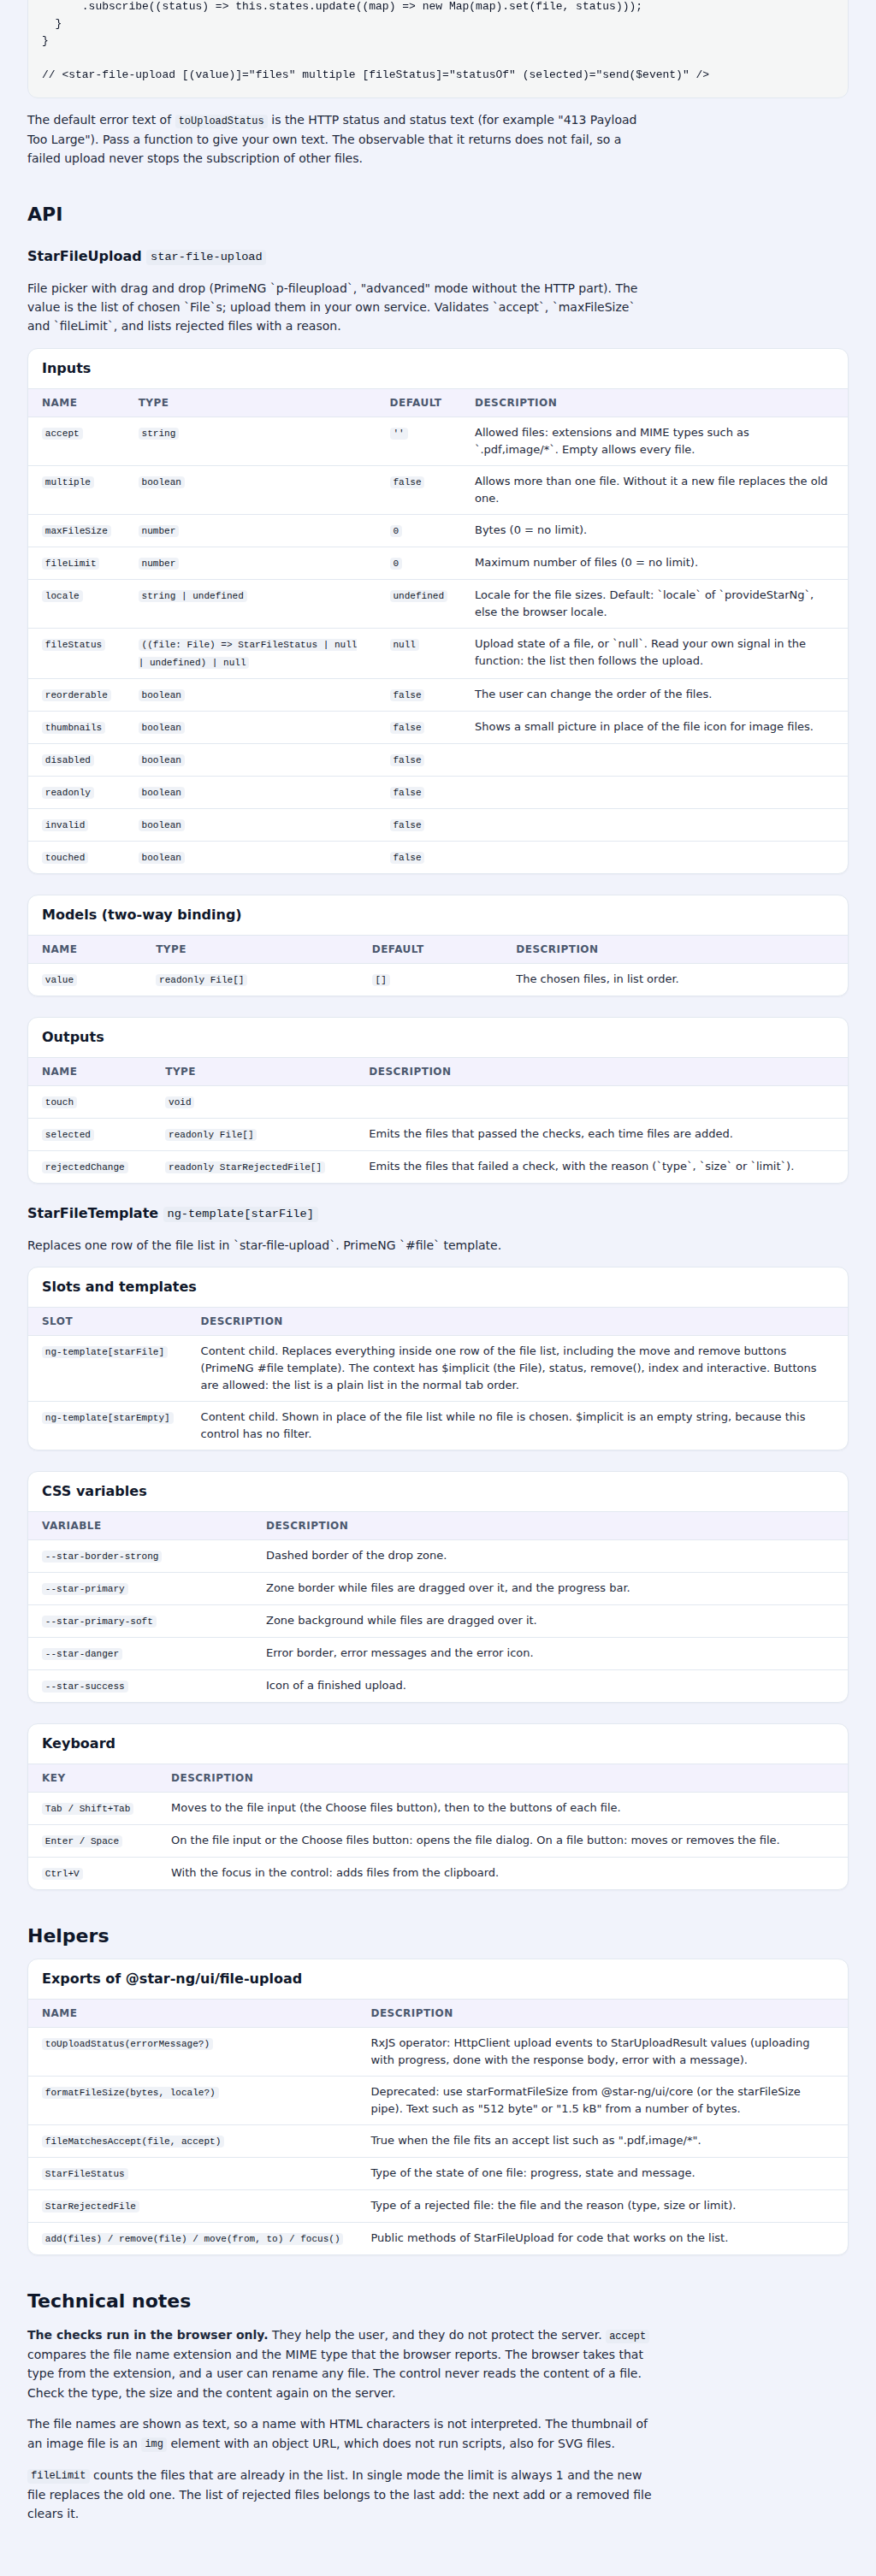 .subscribe((status) => this.states.update((map) => new Map(map).set(file, status)));
}
}
// <star-file-upload [(value)]="files" multiple [fileStatus]="statusOf" (selected)="send($event)" />
The default error text of toUploadStatus is the HTTP status and status text (for example "413 Payload
Too Large"). Pass a function to give your own text. The observable that it returns does not fail, so a
failed upload never stops the subscription of other files.
API
StarFileUpload star-file-upload
File picker with drag and drop (PrimeNG `p-fileupload`, "advanced" mode without the HTTP part). The
value is the list of chosen `File`s; upload them in your own service. Validates `accept`, `maxFileSize`
and `fileLimit`, and lists rejected files with a reason.
Inputs
NAME TYPE DEFAULT DESCRIPTION
accept string '' Allowed files: extensions and MIME types such as
`.pdf,image/*`. Empty allows every file.
multiple boolean false Allows more than one file. Without it a new file replaces the old
one.
maxFileSize number 0 Bytes (0 = no limit).
fileLimit number 0 Maximum number of files (0 = no limit).
locale string | undefined undefined Locale for the file sizes. Default: `locale` of `provideStarNg`,
else the browser locale.
fileStatus ((file: File) => StarFileStatus | null null Upload state of a file, or `null`. Read your own signal in the
| undefined) | null function: the list then follows the upload.
reorderable boolean false The user can change the order of the files.
thumbnails boolean false Shows a small picture in place of the file icon for image files.
disabled boolean false
readonly boolean false
invalid boolean false
touched boolean false
Models (two-way binding)
NAME TYPE DEFAULT DESCRIPTION
value readonly File[] [] The chosen files, in list order.
Outputs
NAME TYPE DESCRIPTION
touch void
selected readonly File[] Emits the files that passed the checks, each time files are added.
rejectedChange readonly StarRejectedFile[] Emits the files that failed a check, with the reason (`type`, `size` or `limit`).
StarFileTemplate ng-template[starFile]
Replaces one row of the file list in `star-file-upload`. PrimeNG `#file` template.
Slots and templates
SLOT DESCRIPTION
ng-template[starFile] Content child. Replaces everything inside one row of the file list, including the move and remove buttons
(PrimeNG #file template). The context has $implicit (the File), status, remove(), index and interactive. Buttons
are allowed: the list is a plain list in the normal tab order.
ng-template[starEmpty] Content child. Shown in place of the file list while no file is chosen. $implicit is an empty string, because this
control has no filter.
CSS variables
VARIABLE DESCRIPTION
--star-border-strong Dashed border of the drop zone.
--star-primary Zone border while files are dragged over it, and the progress bar.
--star-primary-soft Zone background while files are dragged over it.
--star-danger Error border, error messages and the error icon.
--star-success Icon of a finished upload.
Keyboard
KEY DESCRIPTION
Tab / Shift+Tab Moves to the file input (the Choose files button), then to the buttons of each file.
Enter / Space On the file input or the Choose files button: opens the file dialog. On a file button: moves or removes the file.
Ctrl+V With the focus in the control: adds files from the clipboard.
Helpers
Exports of @star-ng/ui/file-upload
NAME DESCRIPTION
toUploadStatus(errorMessage?) RxJS operator: HttpClient upload events to StarUploadResult values (uploading
with progress, done with the response body, error with a message).
formatFileSize(bytes, locale?) Deprecated: use starFormatFileSize from @star-ng/ui/core (or the starFileSize
pipe). Text such as "512 byte" or "1.5 kB" from a number of bytes.
fileMatchesAccept(file, accept) True when the file fits an accept list such as ".pdf,image/*".
StarFileStatus Type of the state of one file: progress, state and message.
StarRejectedFile Type of a rejected file: the file and the reason (type, size or limit).
add(files) / remove(file) / move(from, to) / focus() Public methods of StarFileUpload for code that works on the list.
Technical notes
The checks run in the browser only. They help the user, and they do not protect the server. accept
compares the file name extension and the MIME type that the browser reports. The browser takes that
type from the extension, and a user can rename any file. The control never reads the content of a file.
Check the type, the size and the content again on the server.
The file names are shown as text, so a name with HTML characters is not interpreted. The thumbnail of
an image file is an img element with an object URL, which does not run scripts, also for SVG files.
fileLimit counts the files that are already in the list. In single mode the limit is always 1 and the new
file replaces the old one. The list of rejected files belongs to the last add: the next add or a removed file
clears it.